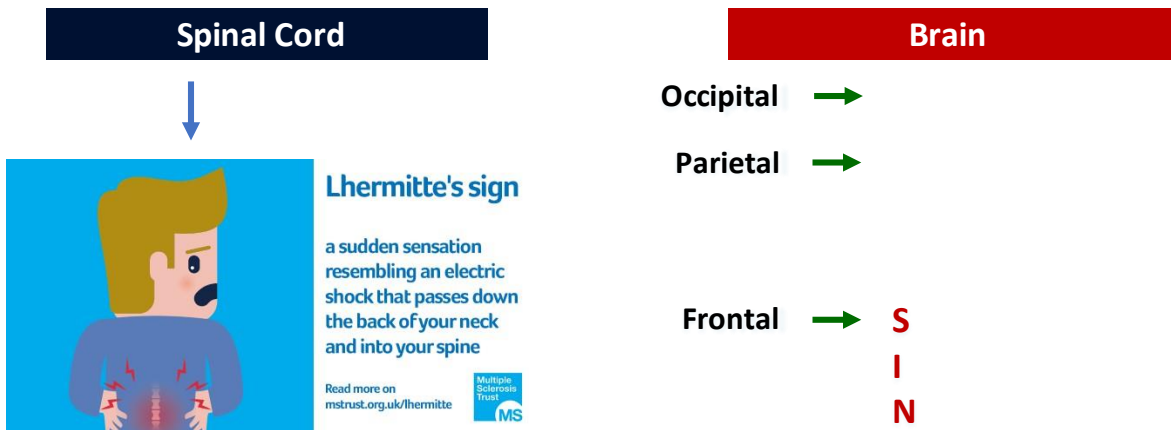 Spinal Cord
Lhermitte's sign
a sudden sensation
resembling an electric
shock that passes down
the back of your neck
and into your spine
Read more on
mstrust.org.uk/lhermitte
Multiple
Sclerosis
Trust
MS
Brain
Occipital
Parietal
Frontal S
I
N